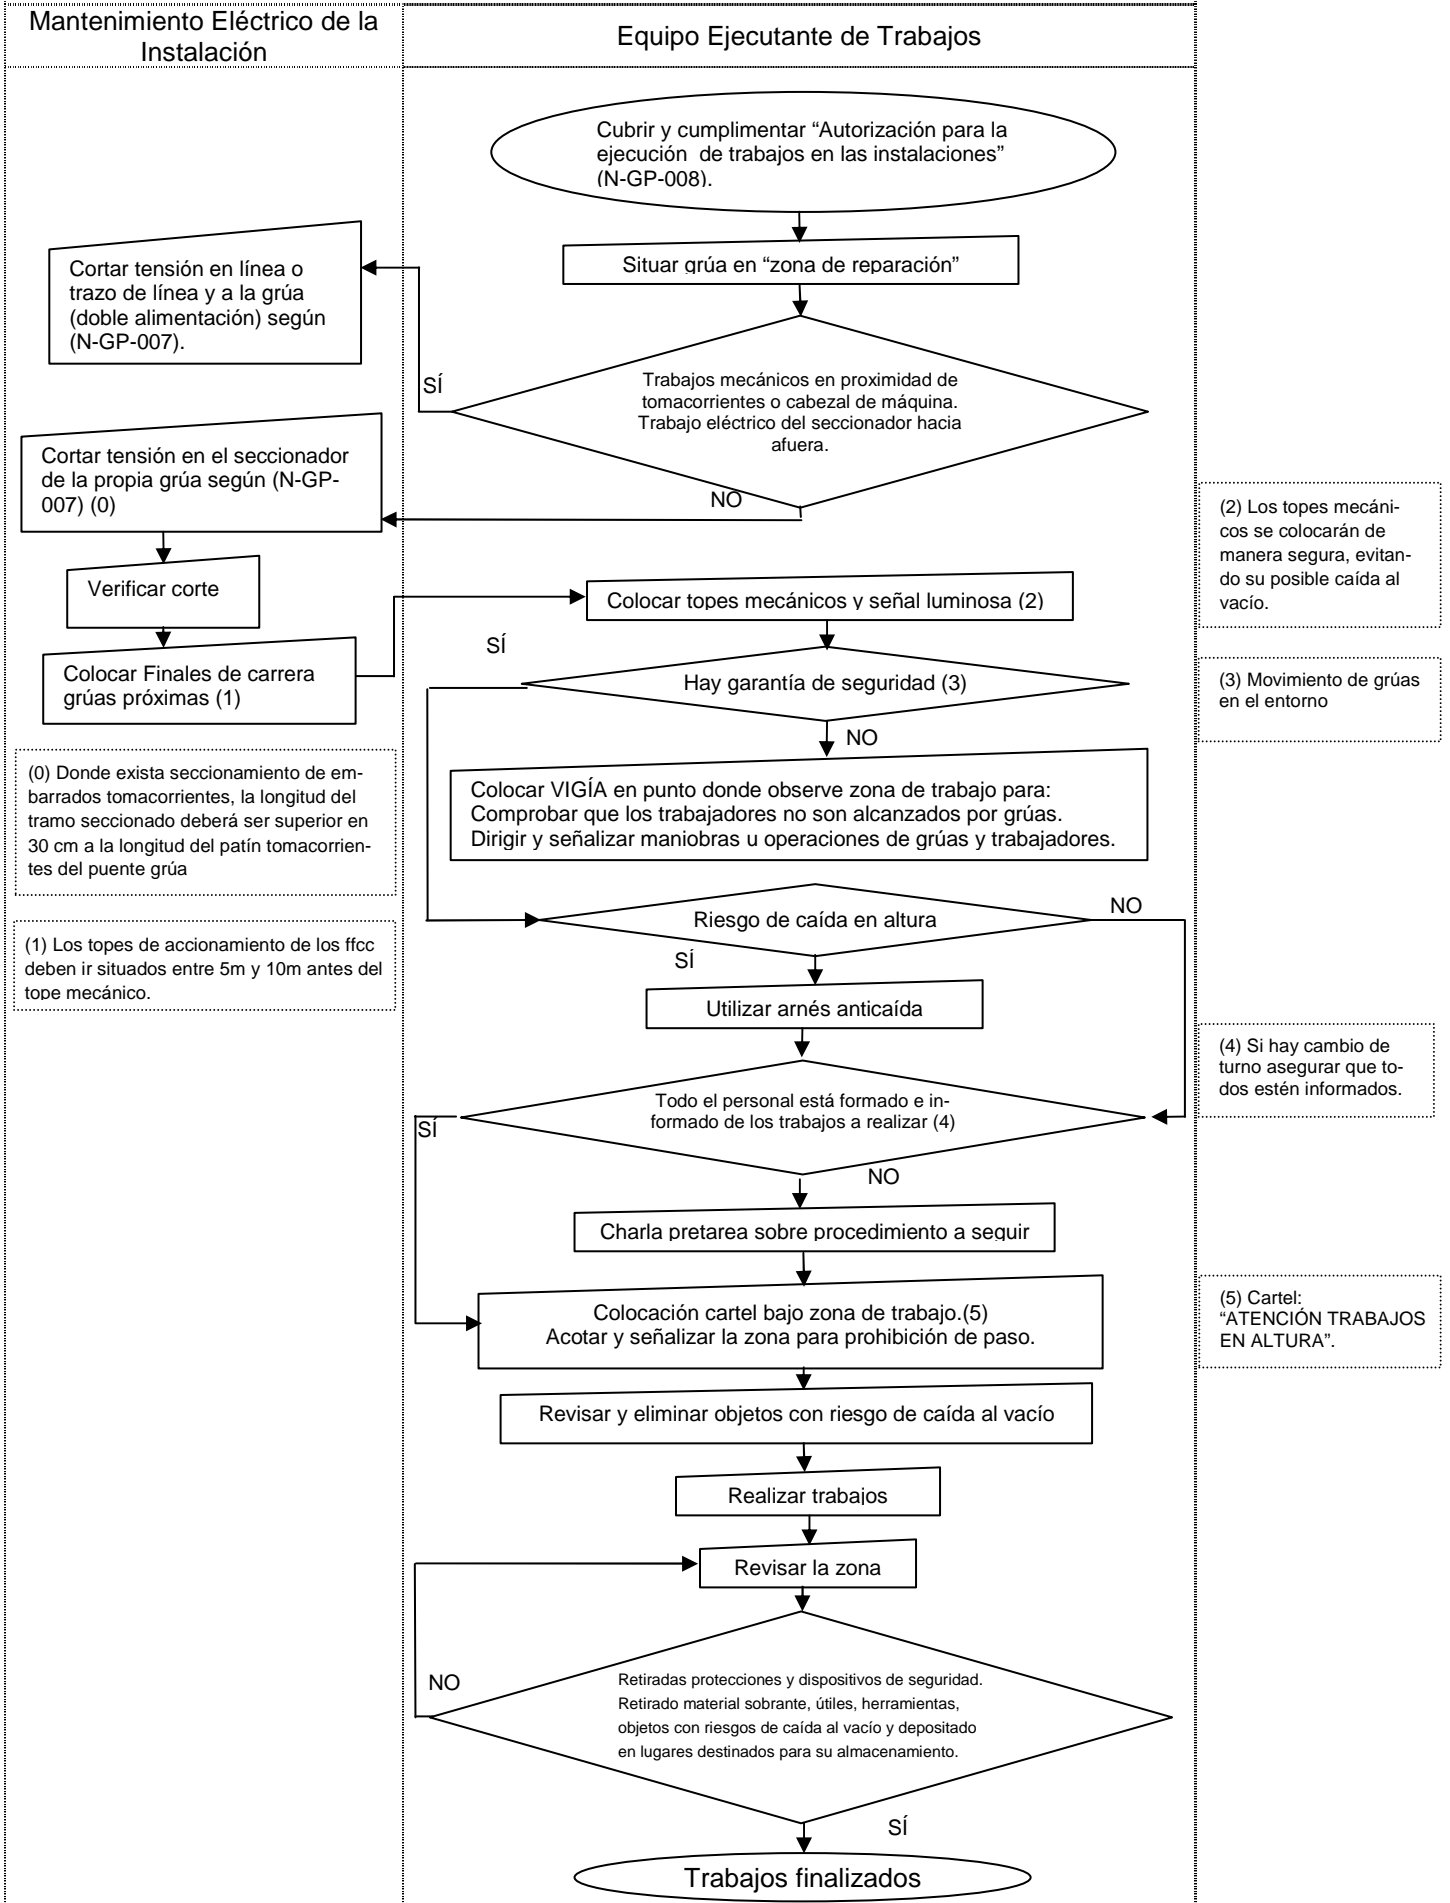 Mantenimiento Eléctrico de la
Instalación
Equipo Ejecutante de Trabajos
Cubrir y cumplimentar “Autorización para la
ejecución de trabajos en las instalaciones”
(N-GP-008).
Situar grúa en “zona de reparación”
Cortar tensión en línea o
trazo de línea y a la grúa
(doble alimentación) según
(N-GP-007).
SÍ
Trabajos mecánicos en proximidad de
tomacorrientes o cabezal de máquina.
Trabajo eléctrico del seccionador hacia
afuera.
NO
Cortar tensión en el seccionador
de la propia grúa según (N-GP-
007) (0)
Verificar corte
Colocar Finales de carrera
grúas próximas (1)
(2) Los topes mecáni-
cos se colocarán de
manera segura, evitan-
do su posible caída al
vacío.
Colocar topes mecánicos y señal luminosa (2)
SÍ
Hay garantía de seguridad (3)
(3) Movimiento de grúas
en el entorno
NO
(0) Donde exista seccionamiento de em-
barrados tomacorrientes, la longitud del
tramo seccionado deberá ser superior en
30 cm a la longitud del patín tomacorrien-
tes del puente grúa
Colocar VIGÍA en punto donde observe zona de trabajo para:
Comprobar que los trabajadores no son alcanzados por grúas.
Dirigir y señalizar maniobras u operaciones de grúas y trabajadores.
(1) Los topes de accionamiento de los ffcc
deben ir situados entre 5m y 10m antes del
tope mecánico.
Riesgo de caída en altura
NO
SÍ
Utilizar arnés anticaída
(4) Si hay cambio de
turno asegurar que to-
dos estén informados.
Todo el personal está formado e in-
formado de los trabajos a realizar (4)
SÍ
NO
Charla pretarea sobre procedimiento a seguir
Colocación cartel bajo zona de trabajo.(5)
Acotar y señalizar la zona para prohibición de paso.
(5) Cartel:
“ATENCIÓN TRABAJOS
EN ALTURA”.
Revisar y eliminar objetos con riesgo de caída al vacío
Realizar trabajos
Revisar la zona
NO
Retiradas protecciones y dispositivos de seguridad.
Retirado material sobrante, útiles, herramientas,
objetos con riesgos de caída al vacío y depositado
en lugares destinados para su almacenamiento.
SÍ
Trabajos finalizados